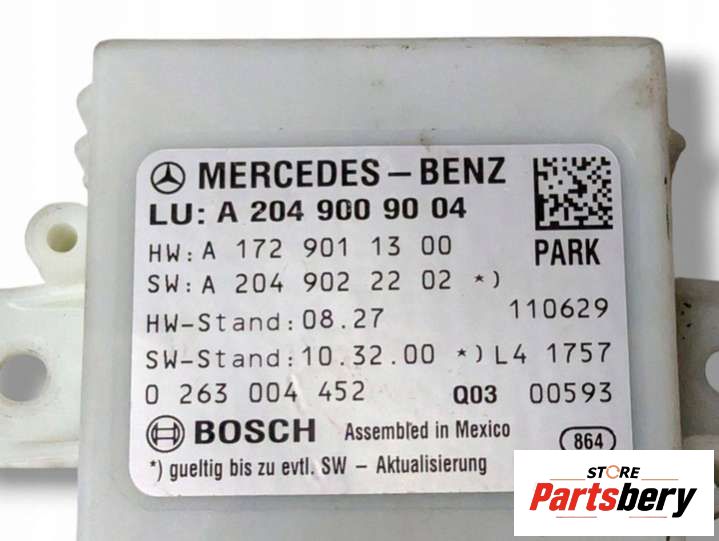 MERCEDES-BENZ
LU: A 204 900 90 04
HW: A 172 901 13 00
PARK
SW: A 204 902 22 02 *)
HW-Stand: 08.27
110629
SW-Stand: 10.32.00 *) L4 1757
0 263 004 452 Q03 00593
BOSCH Assembled in Mexico
864
*) gueltig bis zu evtl. SW - Aktualisierung
STORE
Partsbery